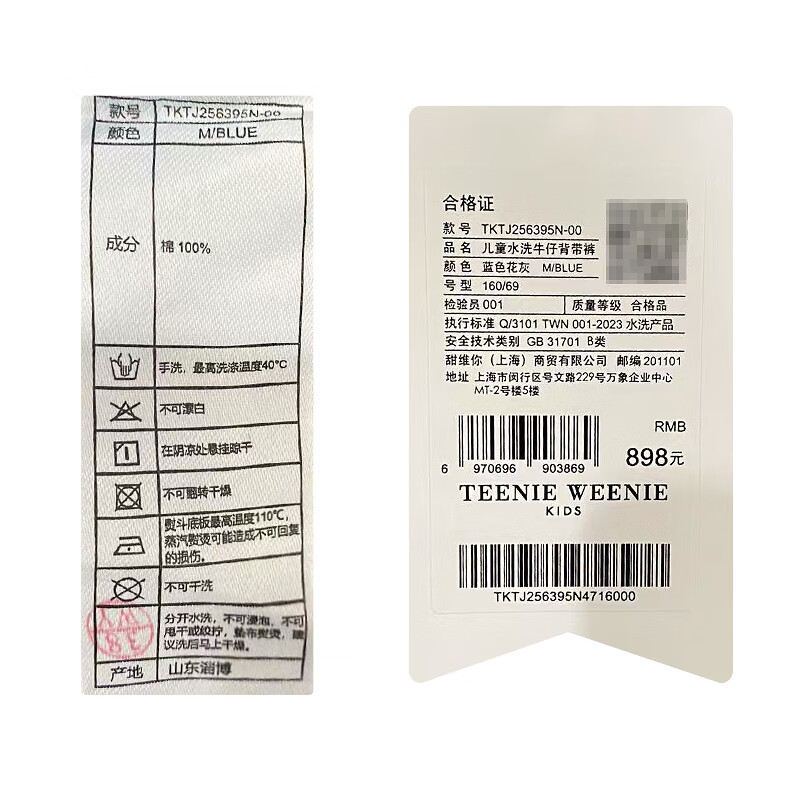 款号 TKTJ256395N-00
颜色 M/BLUE
成分 棉 100%
手洗，最高洗涤温度40℃
不可漂白
在阴凉处悬挂晾干
不可翻转干燥
熨斗底板最高温度110℃，
蒸汽熨烫可能造成不可回复
的损伤。
不可干洗
分开水洗，不可浸泡，不可
甩干或绞拧，垫布熨烫，建
议洗后马上干燥。
产地 山东淄博
合格证
款号 TKTJ256395N-00
品名 儿童水洗牛仔背带裤
颜色 蓝色花灰 M/BLUE
号型 160/69
检验员 001 质量等级 合格品
执行标准 Q/3101 TWN 001-2023 水洗产品
安全技术类别 GB 31701 B类
甜维你（上海）商贸有限公司 邮编 201101
地址 上海市闵行区号文路229号万象企业中心
MT-2号楼5楼
RMB
898元
6 970696 903869
TEENIE WEENIE
KIDS
TKTJ256395N4716000